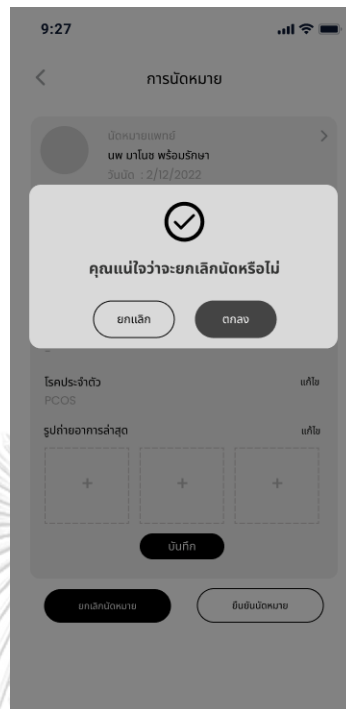 9:27
การนัดหมาย
นัดหมายแพทย์
นพ มาโนช พร้อมรักษา
วันนัด : 2/12/2022
คุณแน่ใจว่าจะยกเลิกนัดหรือไม่
ยกแลิก ตกลง
-
โรคประจำตัว แก้ไข
PCOS
รูปถ่ายอาการล่าสุด แก้ไข
+ + +
บันทึก
ยกเลิกนัดหมาย ยืนยันนัดหมาย